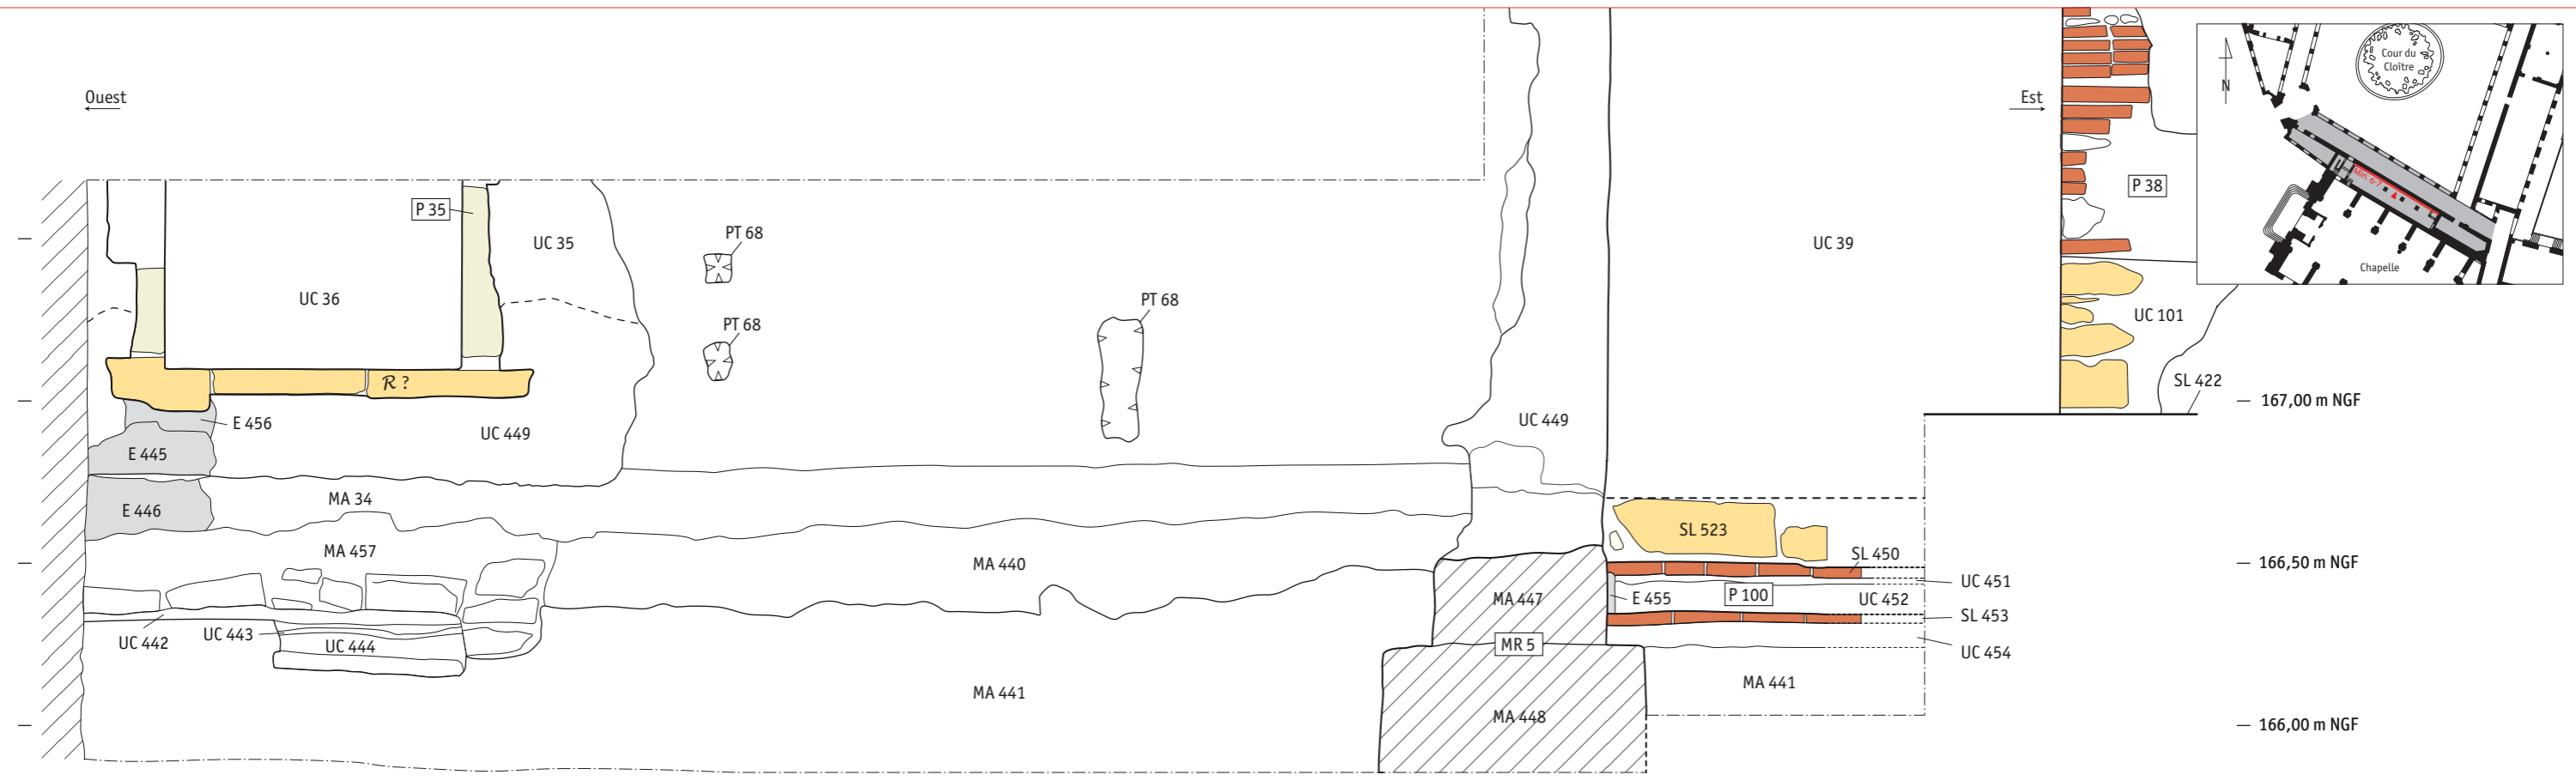 Ouest
Est
N
Cour du
Cloître
Min. 6/7
Chapelle
P 35
UC 35
PT 68
UC 36
PT 68
PT 68
UC 39
P 38
UC 101
SL 422
R ?
E 456
UC 449
UC 449
167,00 m NGF
E 445
MA 34
E 446
SL 523
MA 457
MA 440
SL 450
166,50 m NGF
UC 451
MA 447
E 455
P 100
UC 452
SL 453
UC 442
UC 443
UC 444
MR 5
UC 454
MA 441
MA 441
MA 448
166,00 m NGF